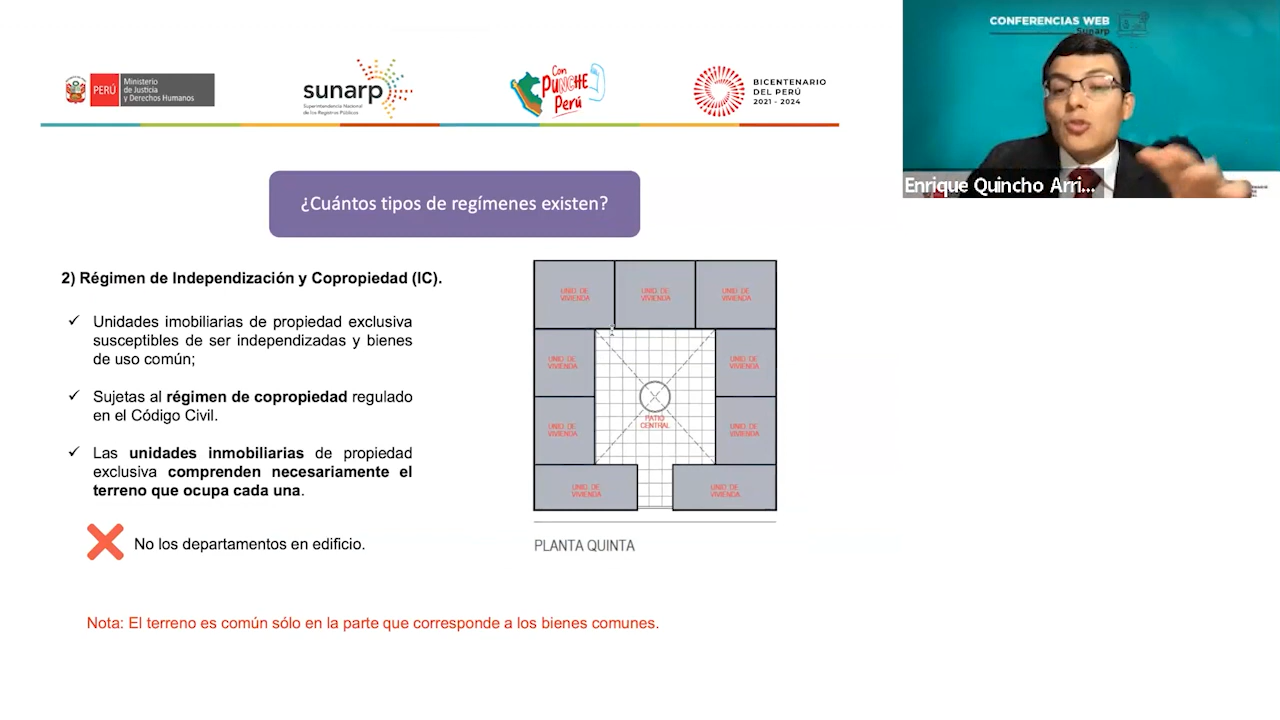 CONFERENCIAS WEB
Sunarp
PERÚ
Ministerio
de Justicia
y Derechos Humanos
sunarp
Superintendencia Nacional
de los Registros Públicos
Con
PUNCHE
Perú
BICENTENARIO
DEL PERÚ
2021 - 2024
Enrique Quincho Arri...
¿Cuántos tipos de regímenes existen?
2) Régimen de Independización y Copropiedad (IC).
✓ Unidades imobiliarias de propiedad exclusiva
susceptibles de ser independizadas y bienes
de uso común;
✓ Sujetas al régimen de copropiedad regulado
en el Código Civil.
✓ Las unidades inmobiliarias de propiedad
exclusiva comprenden necesariamente el
terreno que ocupa cada una.
No los departamentos en edificio.
UNID. DE
VIVIENDA
UNID. DE
VIVIENDA
UNID. DE
VIVIENDA
UNID. DE
VIVIENDA
UNID. DE
VIVIENDA
UNID. DE
VIVIENDA
PATIO
CENTRAL
UNID. DE
VIVIENDA
UNID. DE
VIVIENDA
UNID. DE
VIVIENDA
PLANTA QUINTA
Nota: El terreno es común sólo en la parte que corresponde a los bienes comunes.